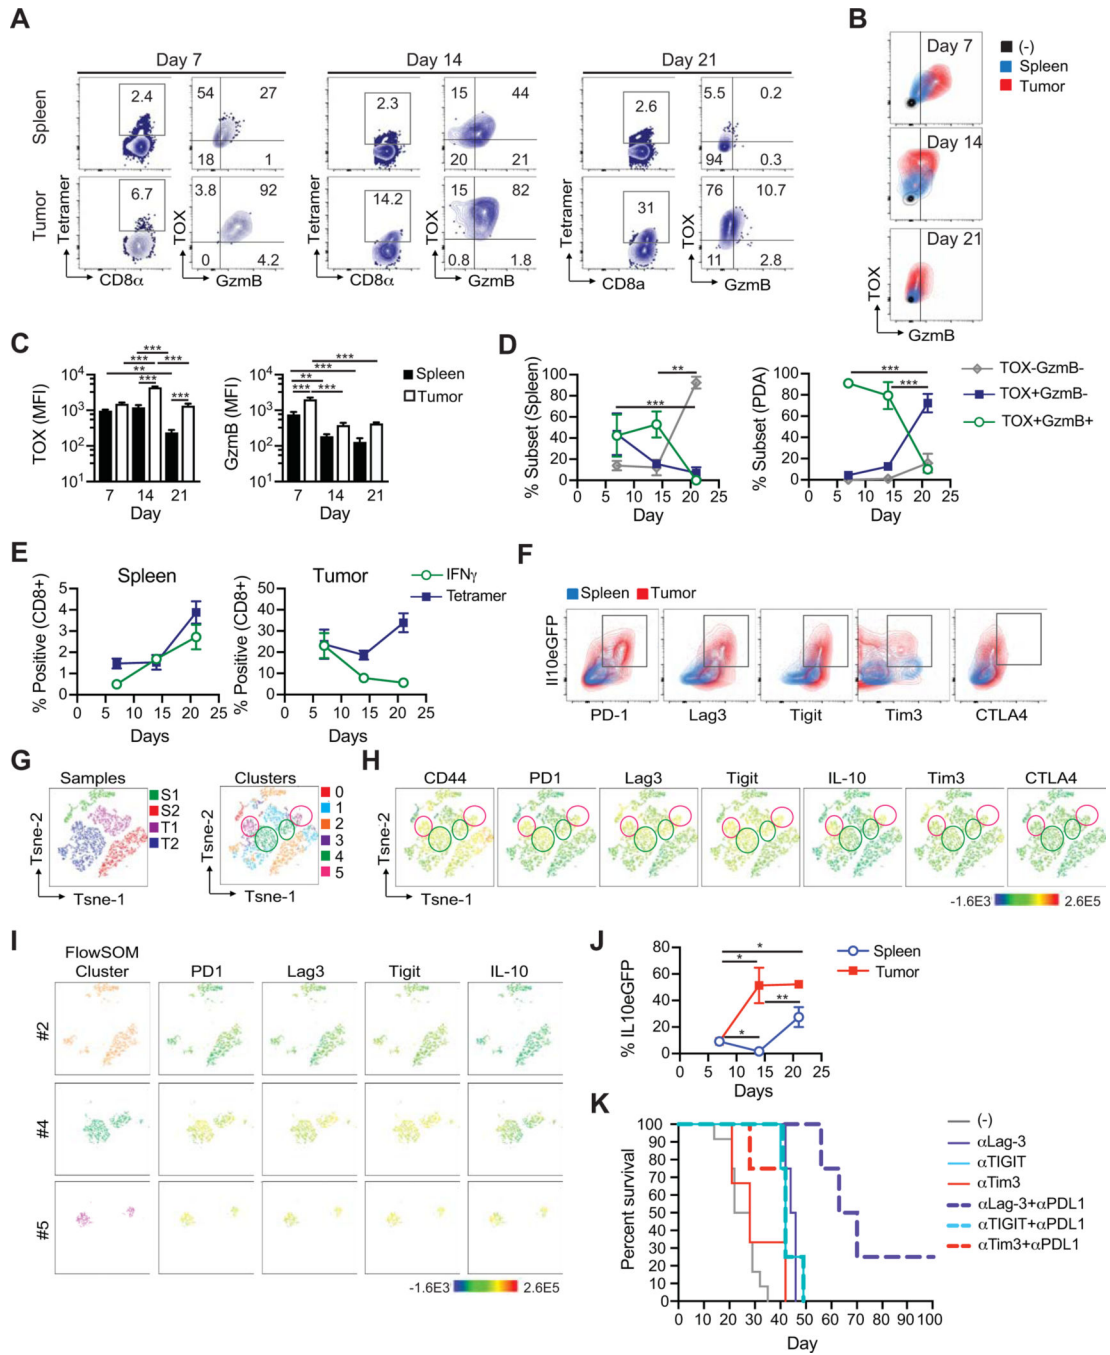 A
Day 7
Day 14
Day 21
Spleen
2.4
54
27
18
1
2.3
15
44
20
21
2.6
5.5
0.2
94
0.3
Tumor
6.7
3.8
92
0
4.2
14.2
15
82
0.8
1.8
31
76
10.7
11
2.8
Tetramer
TOX
Tetramer
TOX
Tetramer
TOX
CD8α
GzmB
CD8α
GzmB
CD8a
GzmB
B
Day 7
(-)
Spleen
Tumor
Day 14
Day 21
TOX
GzmB
C
TOX (MFI)
10⁴
10³
10²
10¹
*** *** ** *** *** ***
7 14 21
Day
Spleen
Tumor
GzmB (MFI)
10⁴
10³
10²
10¹
*** *** ** *** ***
7 14 21
Day
D
% Subset (Spleen)
100
80
60
40
20
0
** ***
0 5 10 15 20 25
Day
% Subset (PDA)
100
80
60
40
20
0
*** ***
0 5 10 15 20 25
Day
TOX-GzmB-
TOX+GzmB-
TOX+GzmB+
E
Spleen
% Positive (CD8+)
5
4
3
2
1
0
0 5 10 15 20 25
Days
Tumor
% Positive (CD8+)
50
40
30
20
10
0
0 5 10 15 20 25
Days
IFNγ
Tetramer
F
Spleen
Tumor
Il10eGFP
PD-1
Lag3
Tigit
Tim3
CTLA4
G
Samples
S1
S2
T1
T2
Tsne-2
Tsne-1
Clusters
0
1
2
3
4
5
Tsne-2
Tsne-1
H
CD44
PD1
Lag3
Tigit
IL-10
Tim3
CTLA4
Tsne-2
Tsne-1
-1.6E3
2.6E5
I
FlowSOM
Cluster
PD1
Lag3
Tigit
IL-10
#2
#4
#5
-1.6E3
2.6E5
J
% IL10eGFP
80
60
40
20
0
* * ** *
0 5 10 15 20 25
Days
Spleen
Tumor
K
Percent survival
100
90
80
70
60
50
40
30
20
10
0
0 10 20 30 40 50 60 70 80 90 100
Day
(-)
αLag-3
αTIGIT
αTim3
αLag-3+αPDL1
αTIGIT+αPDL1
αTim3+αPDL1